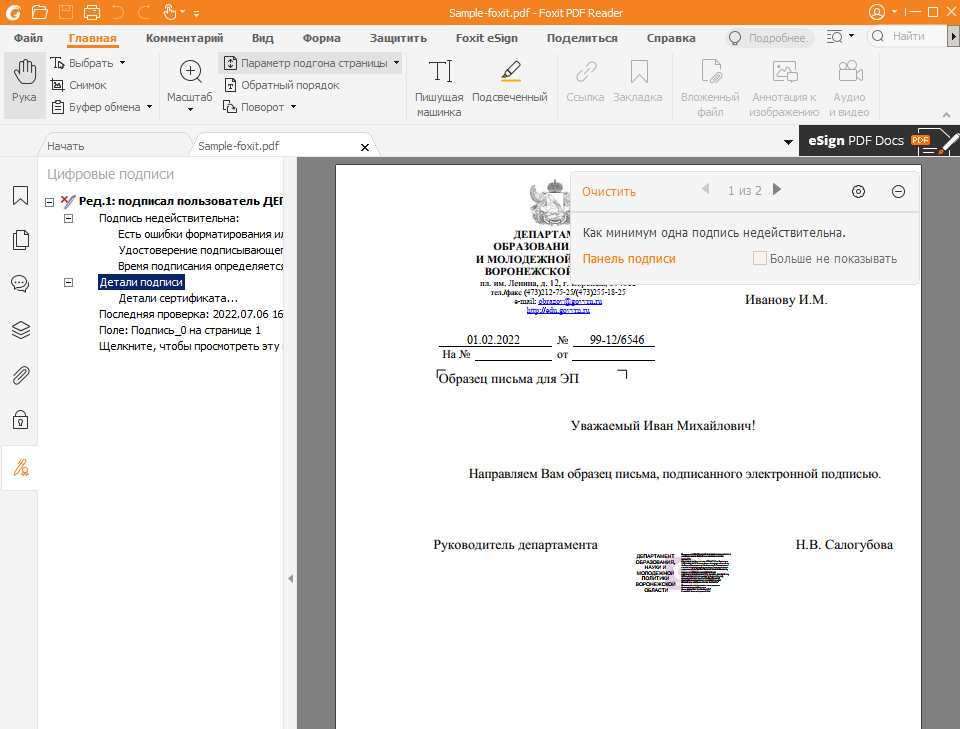 Sample-foxit.pdf - Foxit PDF Reader
Файл Главная Комментарий Вид Форма Защитить Foxit eSign Поделиться Справка Подробнее. Найти
Рука
Выбрать
Снимок
Буфер обмена
Масштаб
Параметр подгона страницы
Обратный порядок
Поворот
Пишущая машинка
Подсвеченный
Ссылка
Закладка
Вложенный файл
Аннотация к изображению
Аудио и видео
Начать
Sample-foxit.pdf
eSign PDF Docs PDF
Цифровые подписи
Ред.1: подписал пользователь ДЕГ
Подпись недействительна:
Есть ошибки форматирования ил
Удостоверение подписывающег
Время подписания определяется
Детали подписи
Детали сертификата...
Последняя проверка: 2022.07.06 16
Поле: Подпись_0 на странице 1
Щелкните, чтобы просмотреть эту
Очистить 1 из 2
Как минимум одна подпись недействительна.
Панель подписи Больше не показывать
ДЕПАРТАМ
ОБРАЗОВАНИ
И МОЛОДЕЖНОЙ
ВОРОНЕЖСКОЙ
пл. им. Ленина, д. 12, г.
тел./факс (473)212-75-25/(473)255-18-25
e-mail: obrazov@govvrn.ru
http://edu.govvrn.ru
Иванову И.М.
01.02.2022 № 99-12/6546
На № от
Образец письма для ЭП
Уважаемый Иван Михайлович!
Направляем Вам образец письма, подписанного электронной подписью.
Руководитель департамента Н.В. Салогубова
ДЕПАРТАМЕНТ
ОБРАЗОВАНИЯ,
НАУКИ И
МОЛОДЕЖНОЙ
ПОЛИТИКИ
ВОРОНЕЖСКОЙ
ОБЛАСТИ